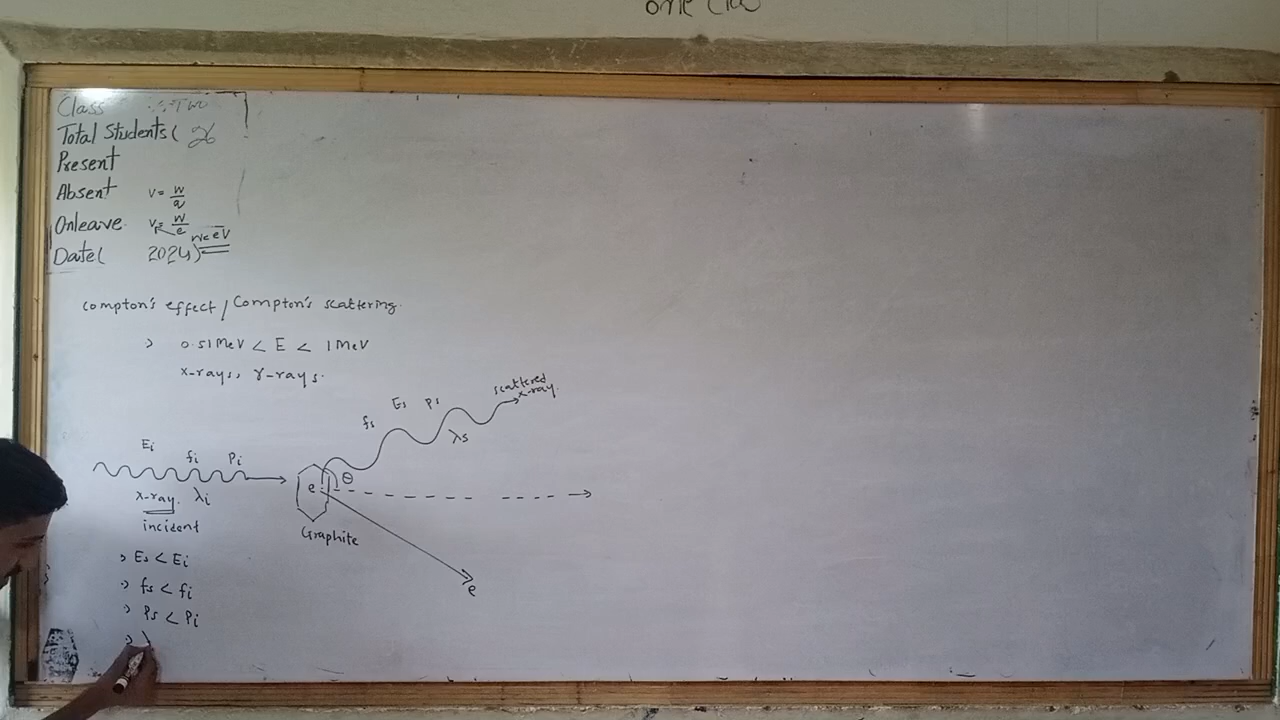 one
Class
Total Students( 26
Present
Absent V = W/q
Onleave V = W/e
W = eV
Date( 2024)
Compton's effect / Compton's scattering.
> 0.51 MeV < E < 1 MeV
x-rays, γ-rays.
scattered
x-ray.
Es Ps
fs
λs
Ei
fi Pi
x-ray. λi
incident
e θ
Graphite
e
> Es < Ei
> fs < fi
> Ps < Pi
> λ